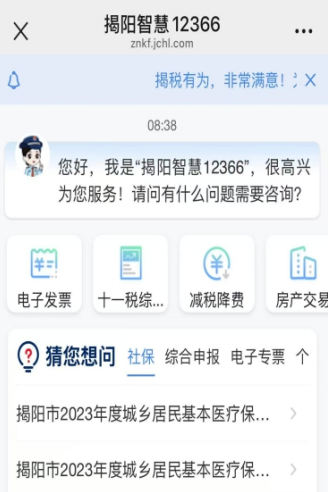 揭阳智慧12366
znkf.jchl.com
揭税有为，非常满意！
08:38
您好，我是“揭阳智慧12366”，很高兴
为您服务！请问有什么问题需要咨询？
电子发票
十一税综...
减税降费
房产交易
猜您想问
社保
综合申报
电子专票
个
揭阳市2023年度城乡居民基本医疗保...
揭阳市2023年度城乡居民基本医疗保...